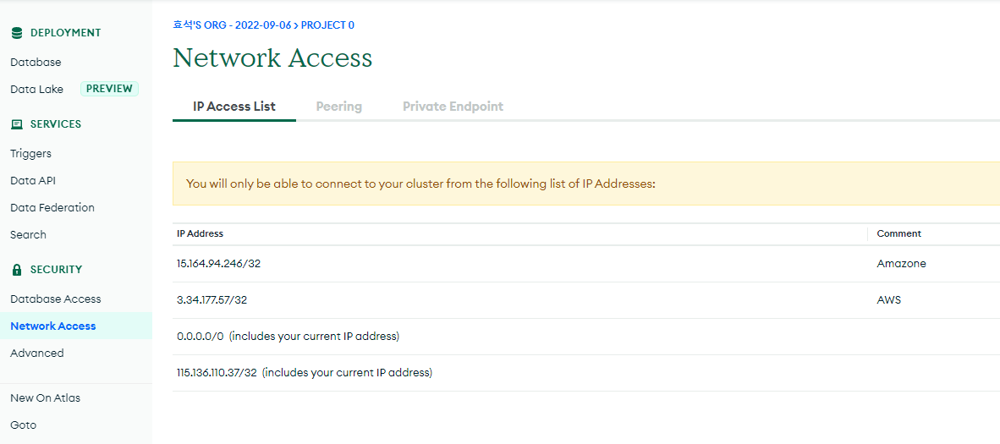 DEPLOYMENT
Database
Data Lake PREVIEW
SERVICES
Triggers
Data API
Data Federation
Search
SECURITY
Database Access
Network Access
Advanced
New On Atlas
Goto
효석'S ORG - 2022-09-06 > PROJECT 0
Network Access
IP Access List Peering Private Endpoint
You will only be able to connect to your cluster from the following list of IP Addresses:
IP Address Comment
15.164.94.246/32 Amazone
3.34.177.57/32 AWS
0.0.0.0/0 (includes your current IP address)
115.136.110.37/32 (includes your current IP address)